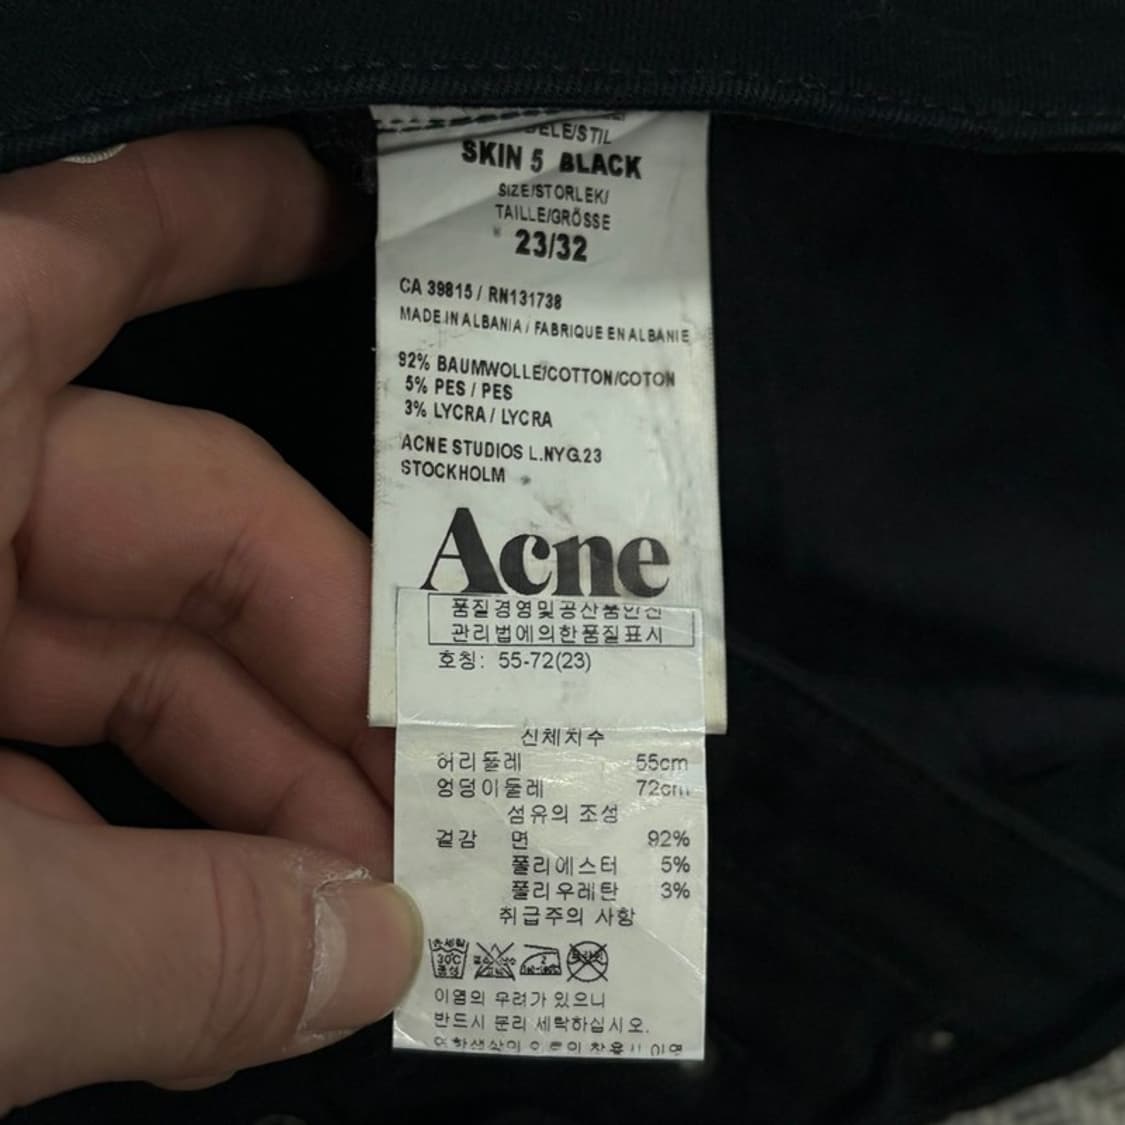 DELE/STIL
SKIN 5 BLACK
SIZE/STORLEK/
TAILLE/GRÖSSE
23/32
CA 39815 / RN131738
MADE IN ALBANIA / FABRIQUE EN ALBANIE
92% BAUMWOLLE/COTTON/COTON
5% PES / PES
3% LYCRA / LYCRA
ACNE STUDIOS L.NYG.23
STOCKHOLM
Acne
품질경영및공산품안전
관리법에의한품질표시
호칭: 55-72(23)
신체치수
허리둘레 55cm
엉덩이둘레 72cm
섬유의 조성
겉감 면 92%
폴리에스터 5%
폴리우레탄 3%
취급주의 사항
30℃
이염의 우려가 있으니
반드시 분리 세탁하십시오.